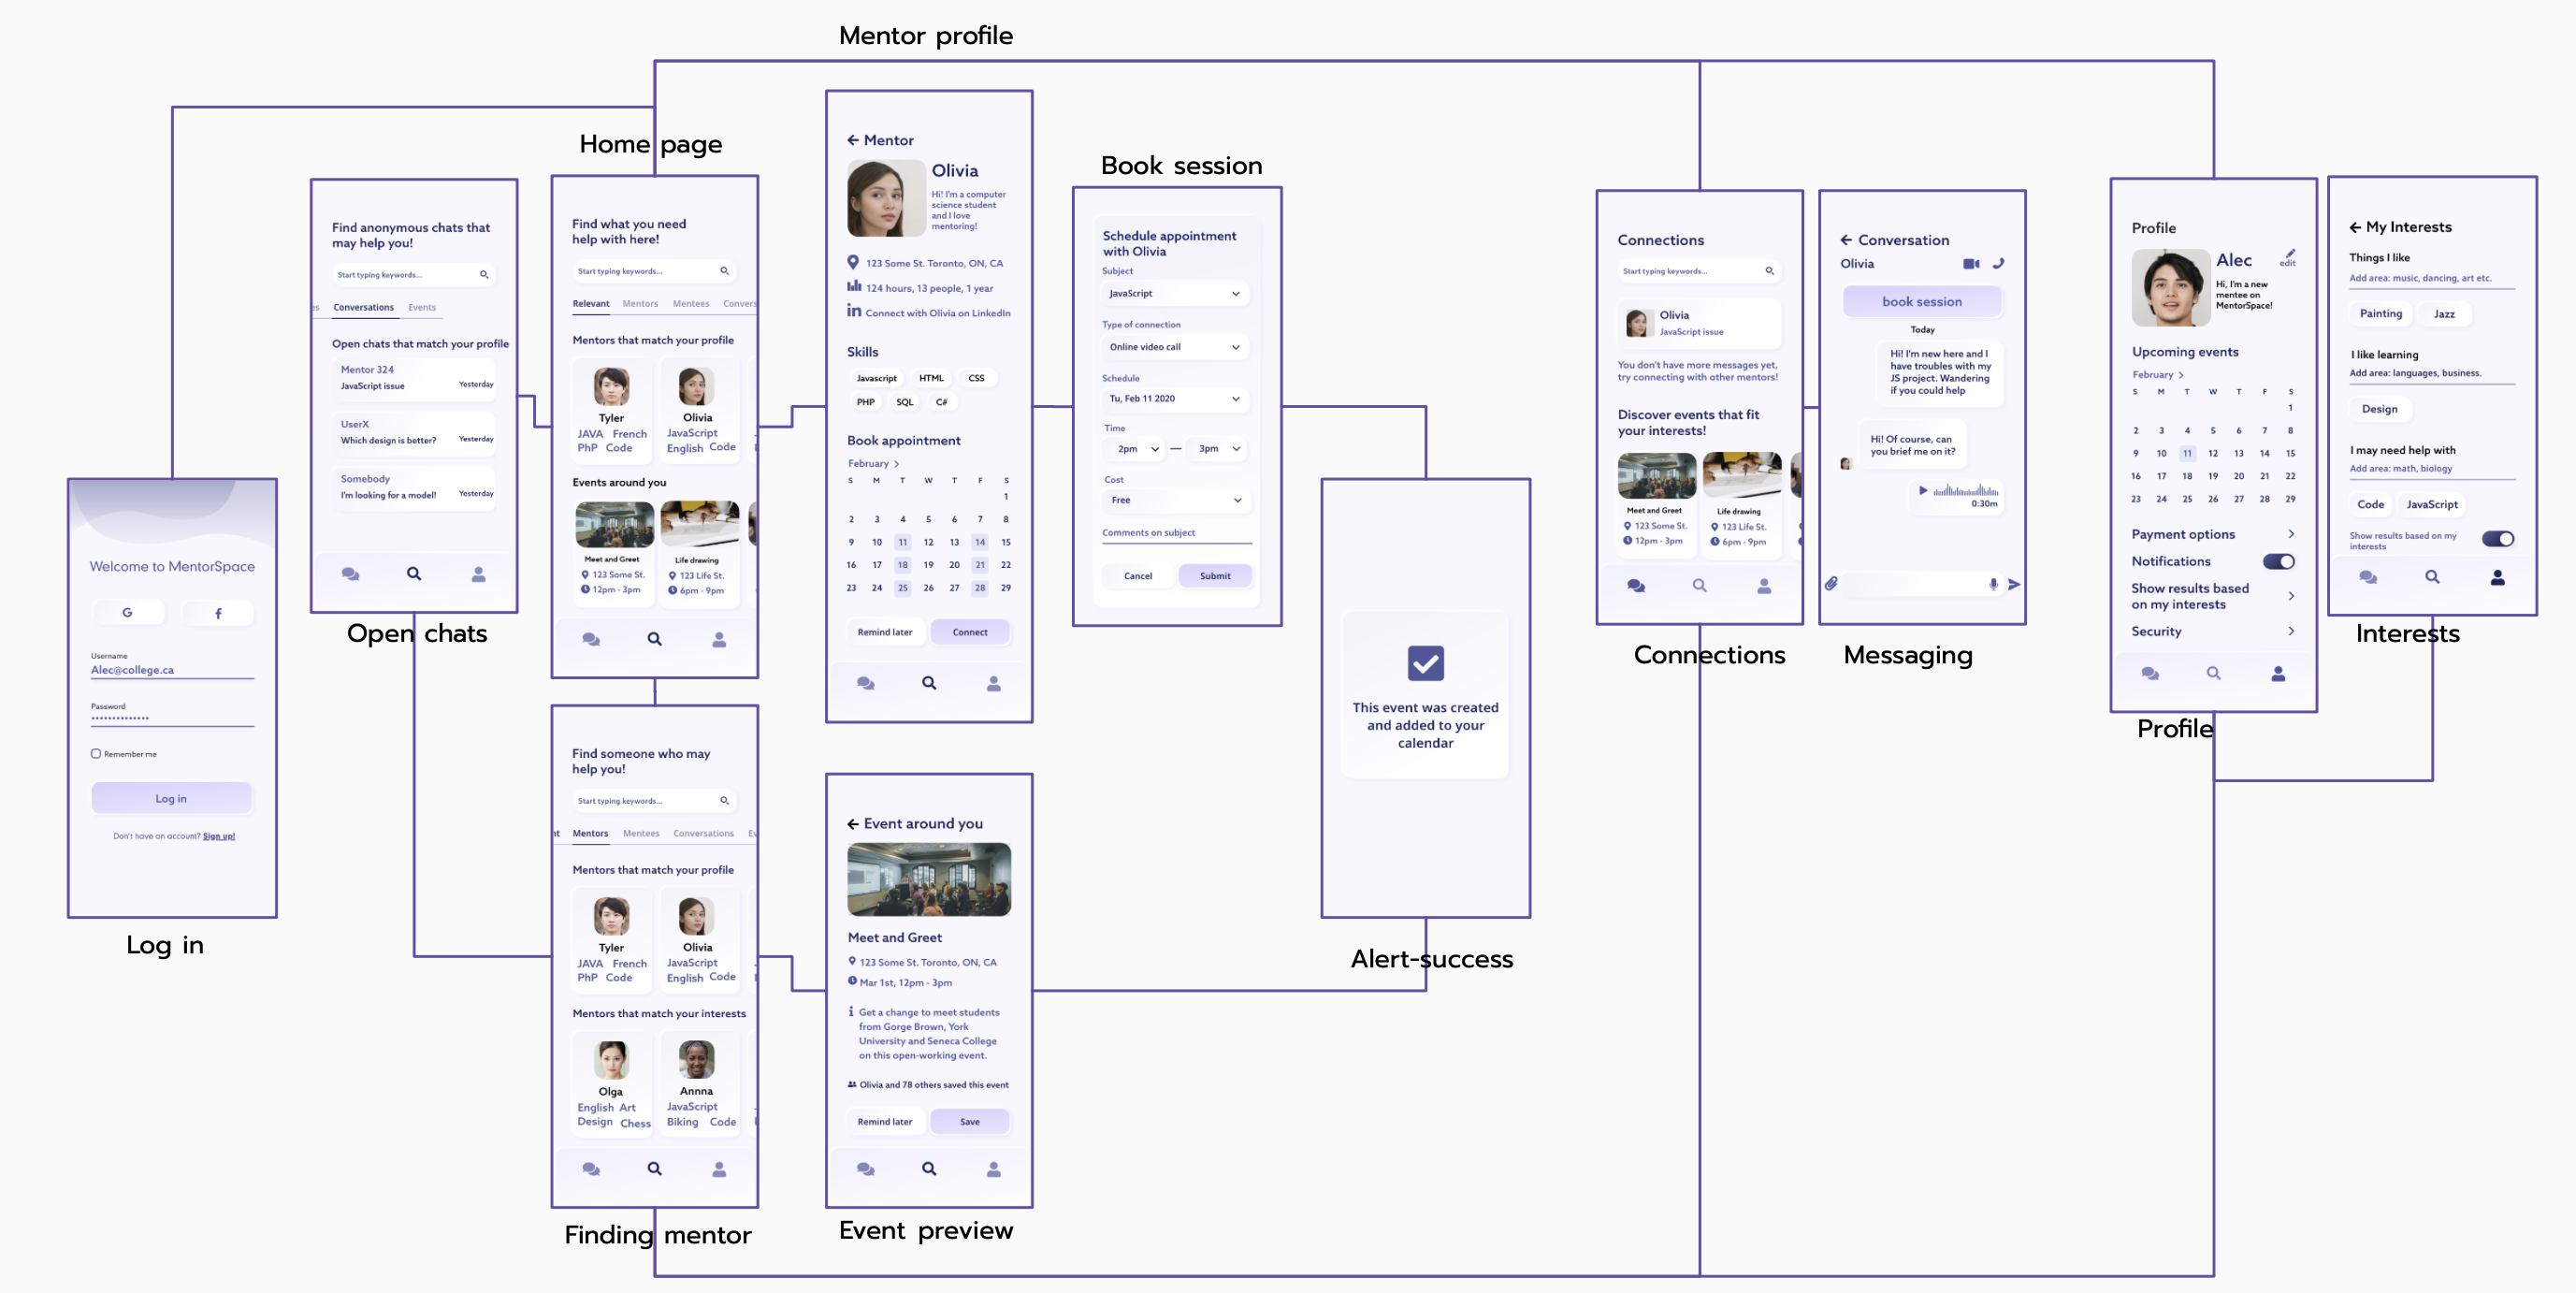 Mentor profile
Home page
Book session
Welcome to MentorSpace
G
f
Username
Alec@college.ca
Password
Remember me
Log in
Don't have an account? Sign up!
Log in
Find anonymous chats that
may help you!
Start typing keywords...
es Conversations Events
Open chats that match your profile
Mentor 324
JavaScript issue Yesterday
UserX
Which design is better? Yesterday
Somebody
I'm looking for a model! Yesterday
Open chats
Find what you need
help with here!
Start typing keywords...
Relevant Mentors Mentees Convers
Mentors that match your profile
Tyler
JAVA French
PhP Code
Olivia
JavaScript
English Code
Events around you
Meet and Greet
123 Some St.
12pm - 3pm
Life drawing
123 Life St.
6pm - 9pm
Find someone who may
help you!
Start typing keywords...
nt Mentors Mentees Conversations Ev
Mentors that match your profile
Tyler
JAVA French
PhP Code
Olivia
JavaScript
English Code
Mentors that match your interests
Olga
English Art
Design Chess
Annna
JavaScript
Biking Code
Finding mentor
Mentor
Olivia
Hi! I'm a computer
science student
and I love
mentoring!
123 Some St. Toronto, ON, CA
124 hours, 13 people, 1 year
in Connect with Olivia on LinkedIn
Skills
Javascript HTML CSS
PHP SQL C#
Book appointment
February >
S M T W T F S
1
2 3 4 5 6 7 8
9 10 11 12 13 14 15
16 17 18 19 20 21 22
23 24 25 26 27 28 29
Remind later Connect
Event around you
Meet and Greet
123 Some St. Toronto, ON, CA
Mar 1st, 12pm - 3pm
Get a change to meet students
from Gorge Brown, York
University and Seneca College
on this open-working event.
Olivia and 78 others saved this event
Remind later Save
Event preview
Schedule appointment
with Olivia
Subject
JavaScript
Type of connection
Online video call
Schedule
Tu, Feb 11 2020
Time
2pm — 3pm
Cost
Free
Comments on subject
Cancel Submit
This event was created
and added to your
calendar
Alert-success
Connections
Start typing keywords...
Olivia
JavaScript issue
You don't have more messages yet,
try connecting with other mentors!
Discover events that fit
your interests!
Meet and Greet
123 Some St.
12pm - 3pm
Life drawing
123 Life St.
6pm - 9pm
Connections
Conversation
Olivia
book session
Today
Hi! I'm new here and I
have troubles with my
JS project. Wandering
if you could help
Hi! Of course, can
you brief me on it?
0:30m
Messaging
Profile
Alec
edit
Hi, I'm a new
mentee on
MentorSpace!
Upcoming events
February >
S M T W T F S
1
2 3 4 5 6 7 8
9 10 11 12 13 14 15
16 17 18 19 20 21 22
23 24 25 26 27 28 29
Payment options
Notifications
Show results based
on my interests
Security
Profile
My Interests
Things I like
Add area: music, dancing, art etc.
Painting Jazz
I like learning
Add area: languages, business.
Design
I may need help with
Add area: math, biology
Code JavaScript
Show results based on my
interests
Interests